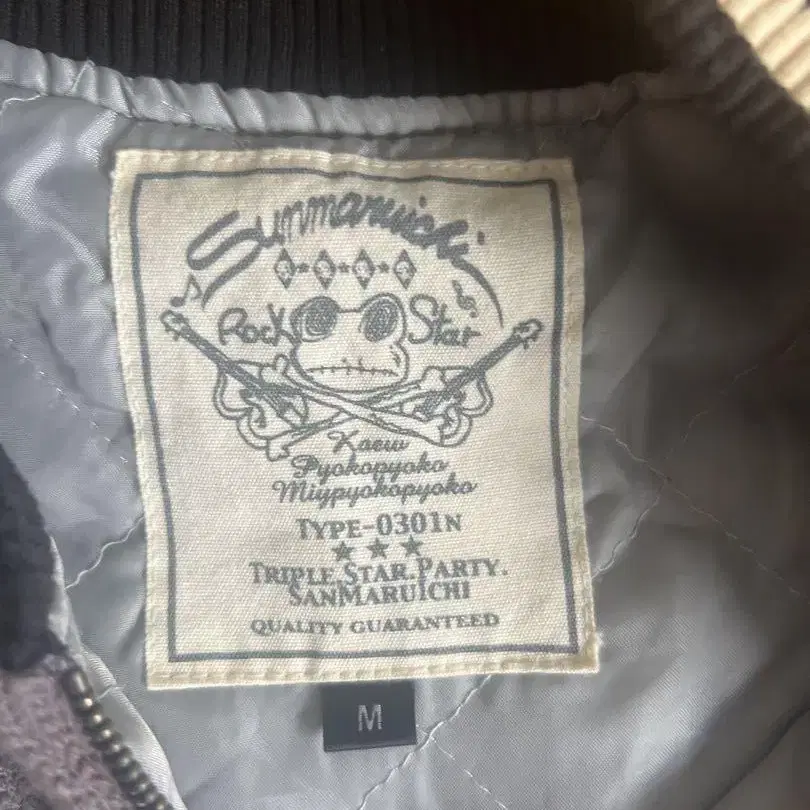 Sunmaruichi
Rock Star
Kaew
Pyokopyoko
Miypyokopyoko
TYPE-0301N
★★★
TRIPLE.STAR.PARTY.
SANMARUICHI
QUALITY GUARANTEED
M